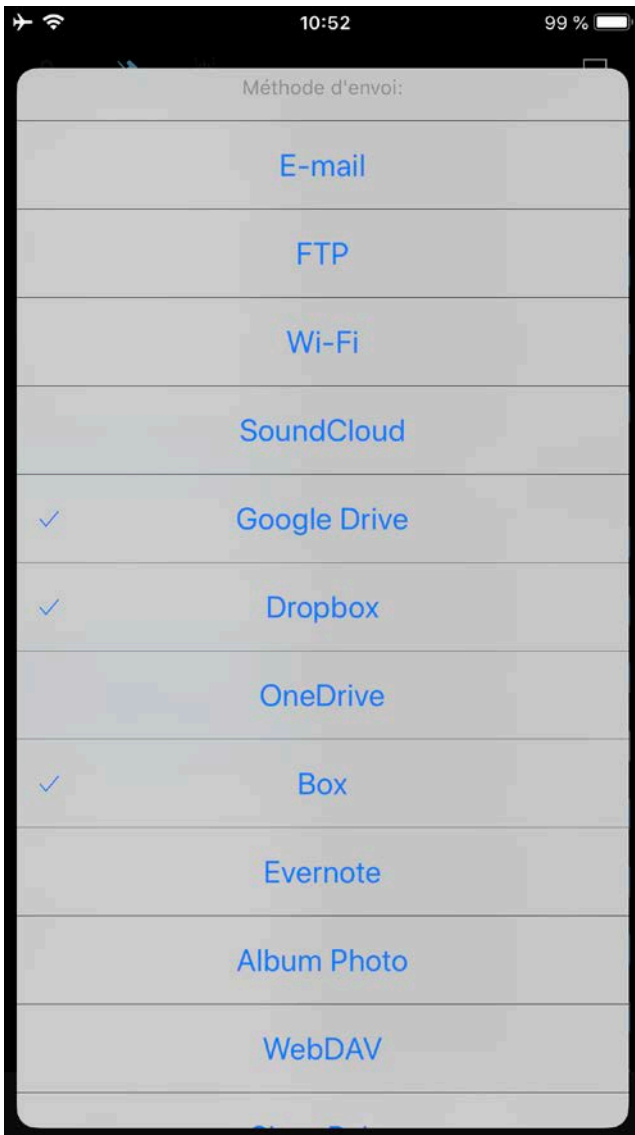 10:52
99 %
Méthode d'envoi:
E-mail
FTP
Wi-Fi
SoundCloud
Google Drive
Dropbox
OneDrive
Box
Evernote
Album Photo
WebDAV